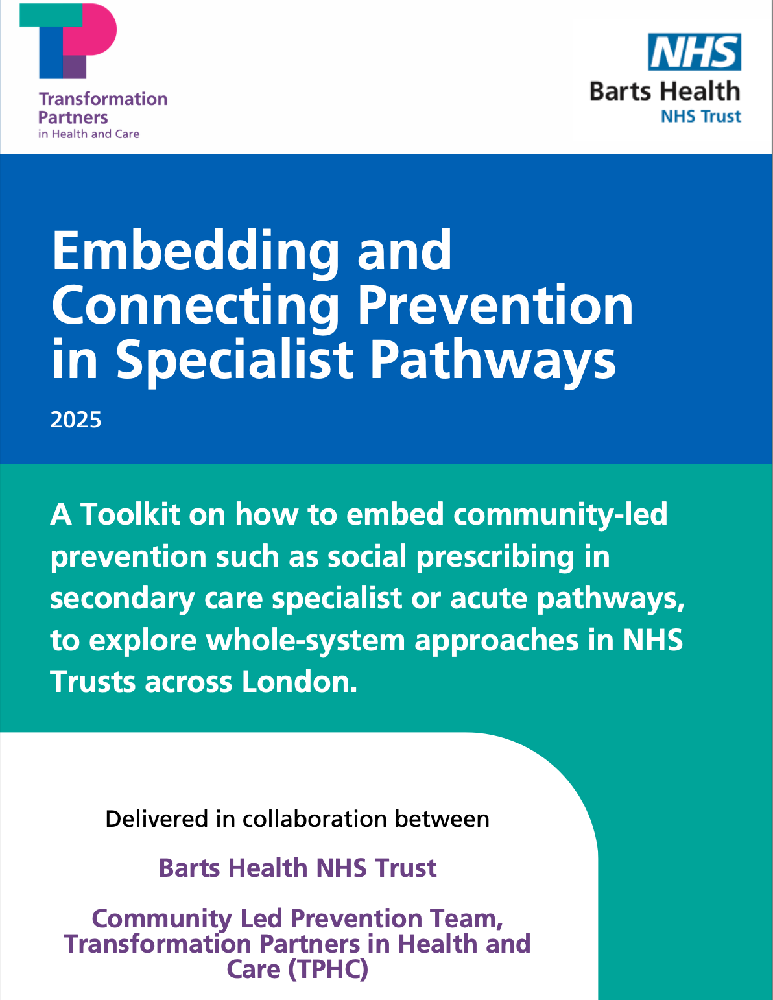 TP
Transformation
Partners
in Health and Care
NHS
Barts Health
NHS Trust
Embedding and
Connecting Prevention
in Specialist Pathways
2025
A Toolkit on how to embed community-led
prevention such as social prescribing in
secondary care specialist or acute pathways,
to explore whole-system approaches in NHS
Trusts across London.
Delivered in collaboration between
Barts Health NHS Trust
Community Led Prevention Team,
Transformation Partners in Health and
Care (TPHC)